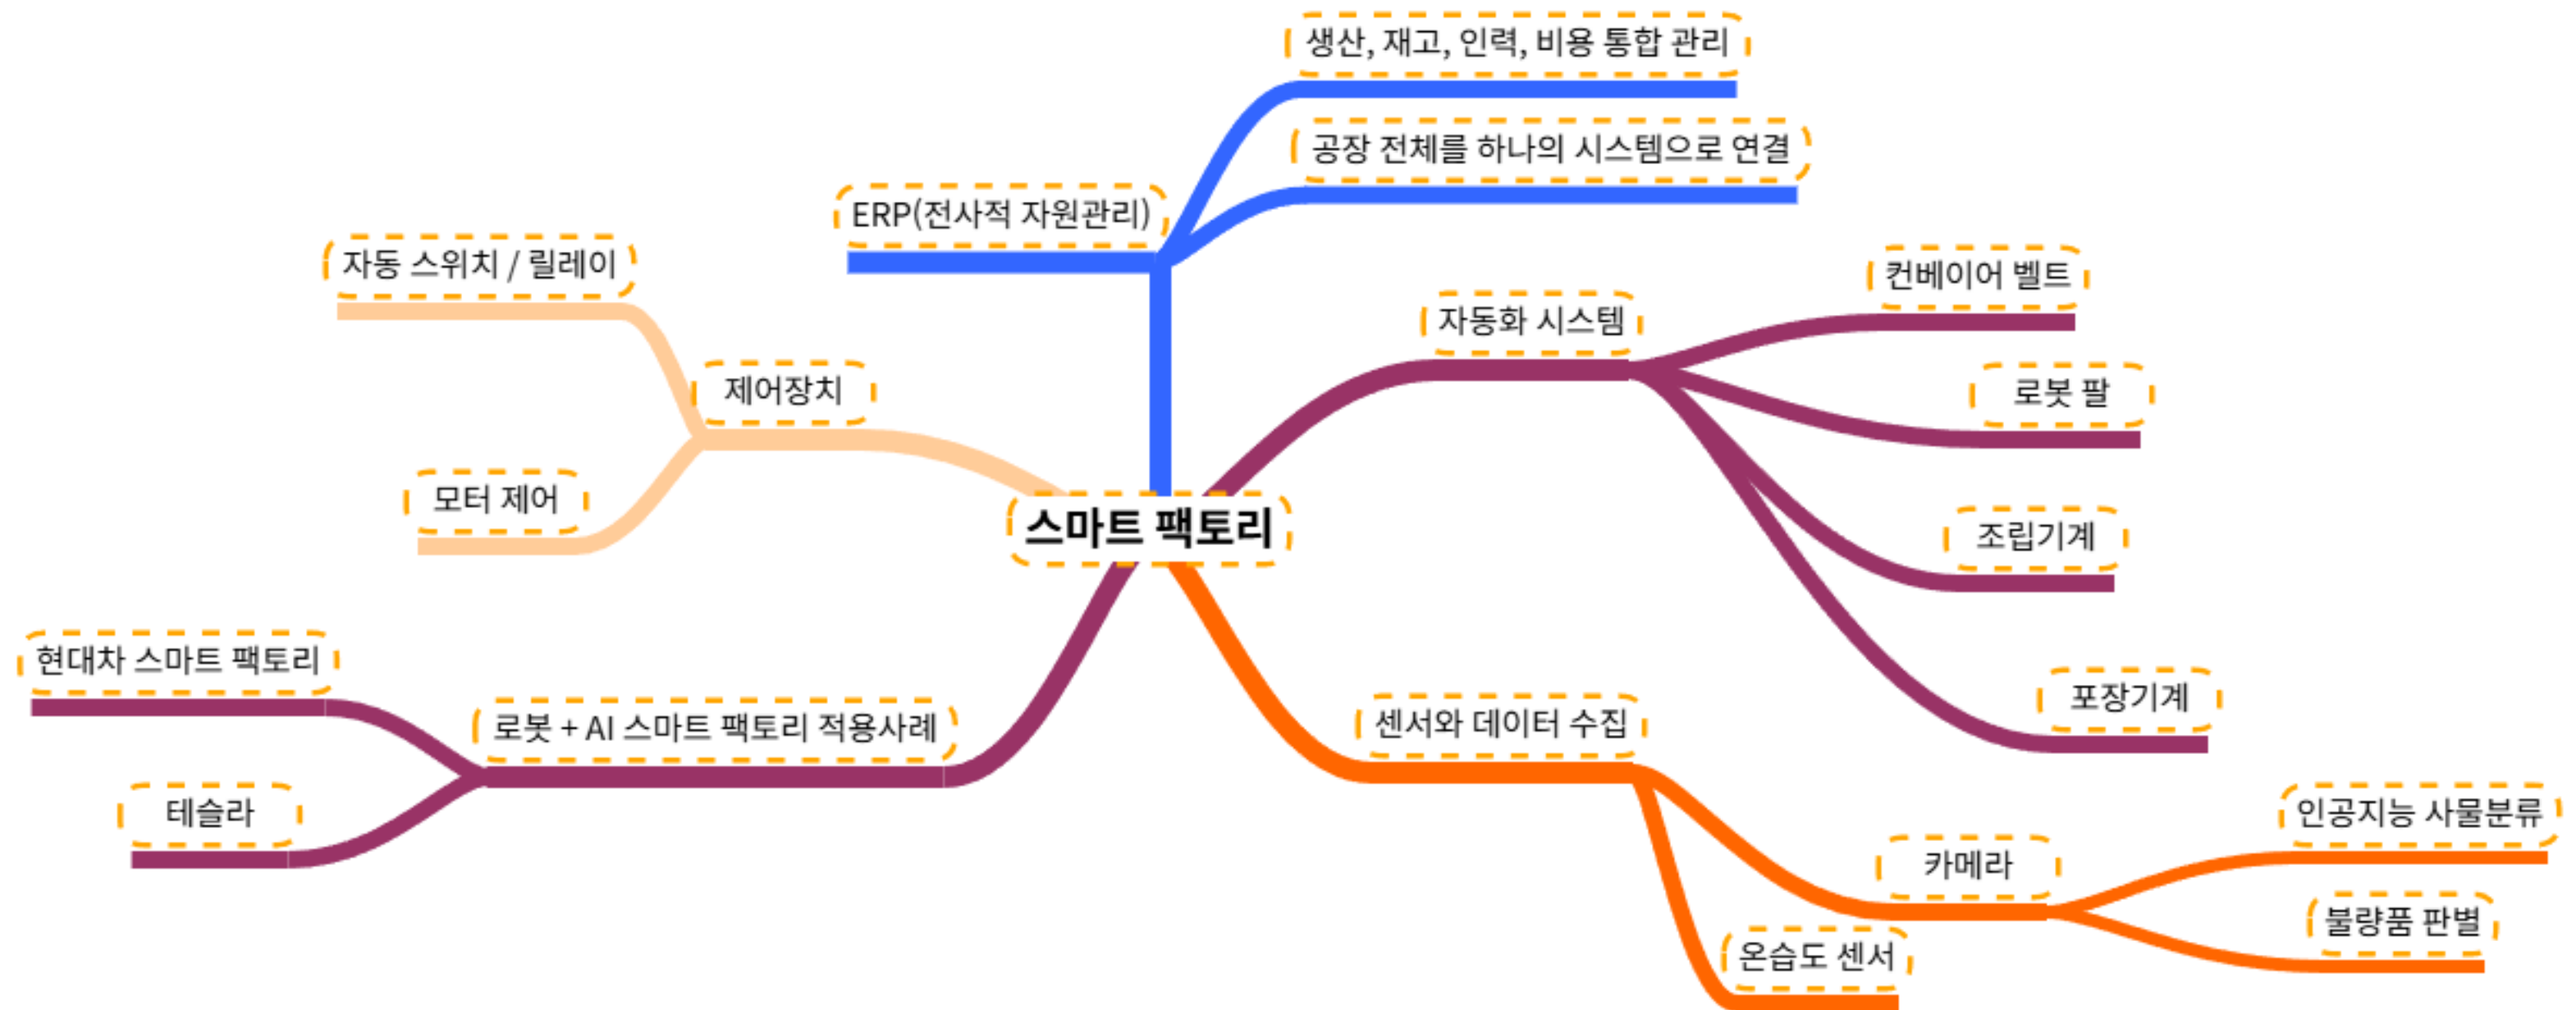 생산, 재고, 인력, 비용 통합 관리
공장 전체를 하나의 시스템으로 연결
ERP(전사적 자원관리)
자동 스위치 / 릴레이
제어장치
모터 제어
자동화 시스템
컨베이어 벨트
로봇 팔
조립기계
포장기계
스마트 팩토리
현대차 스마트 팩토리
로봇 + AI 스마트 팩토리 적용사례
테슬라
센서와 데이터 수집
카메라
인공지능 사물분류
불량품 판별
온습도 센서